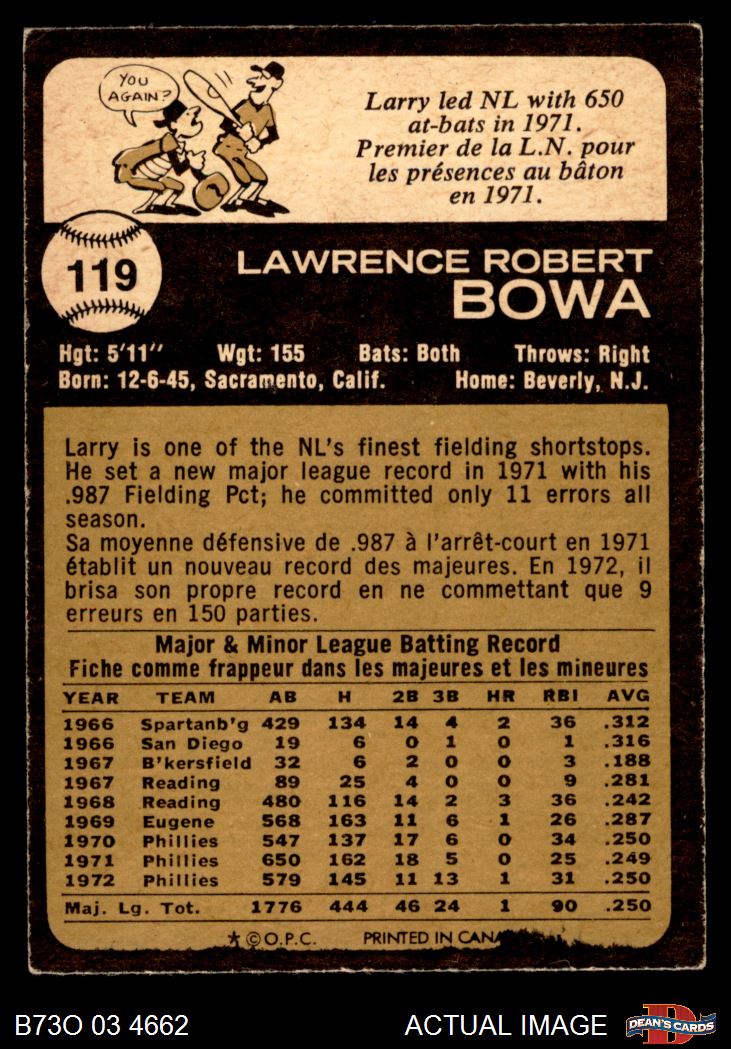 YOU
AGAIN?
Larry led NL with 650
at-bats in 1971.
Premier de la L.N. pour
les présences au bâton
en 1971.
119
LAWRENCE ROBERT
BOWA
Hgt: 5'11" Wgt: 155 Bats: Both Throws: Right
Born: 12-6-45, Sacramento, Calif. Home: Beverly, N.J.
Larry is one of the NL's finest fielding shortstops.
He set a new major league record in 1971 with his
.987 Fielding Pct; he committed only 11 errors all
season.
Sa moyenne défensive de .987 à l'arrêt-court en 1971
établit un nouveau record des majeures. En 1972, il
brisa son propre record en ne commettant que 9
erreurs en 150 parties.
Major & Minor League Batting Record
Fiche comme frappeur dans les majeures et les mineures
YEAR TEAM AB H 2B 3B HR RBI AVG
1966 Spartanb'g 429 134 14 4 2 36 .312
1966 San Diego 19 6 0 1 0 1 .316
1967 B'kersfield 32 6 2 0 0 3 .188
1967 Reading 89 25 4 0 0 9 .281
1968 Reading 480 116 14 2 3 36 .242
1969 Eugene 568 163 11 6 1 26 .287
1970 Phillies 547 137 17 6 0 34 .250
1971 Phillies 650 162 18 5 0 25 .249
1972 Phillies 579 145 11 13 1 31 .250
Maj. Lg. Tot. 1776 444 46 24 1 90 .250
★ © O.P.C. PRINTED IN CANA
B73O 03 4662 ACTUAL IMAGE D DEAN'S CARDS